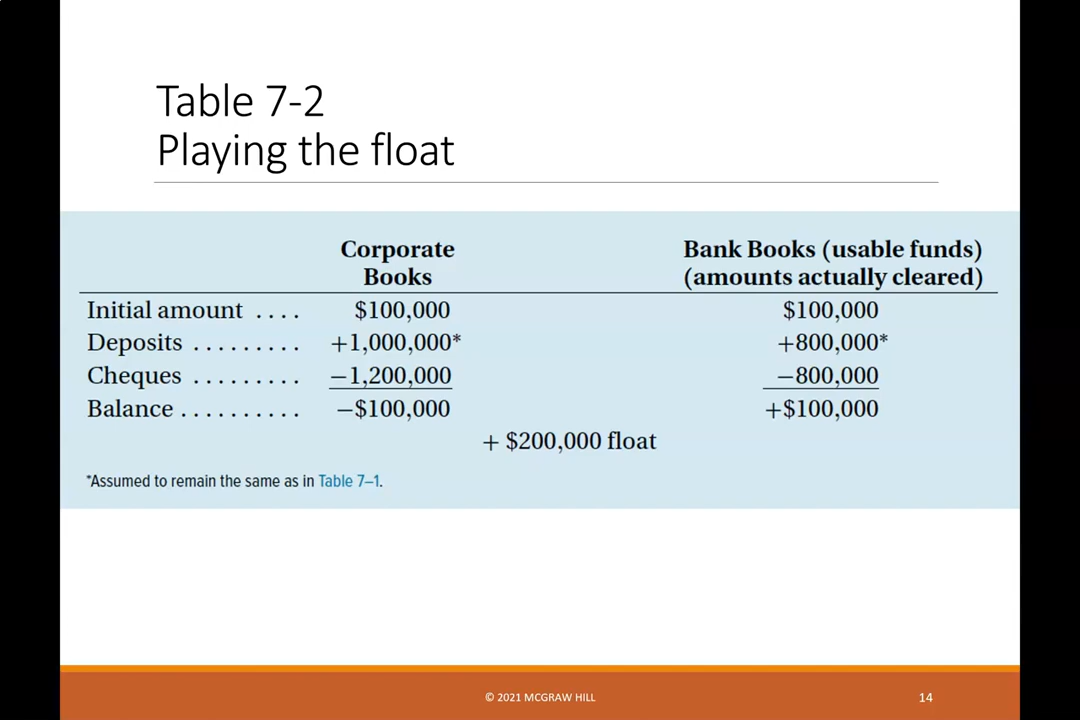 Table 7-2
Playing the float
Corporate Books
Bank Books (usable funds) (amounts actually cleared)
Initial amount .... $100,000 $100,000
Deposits ......... +1,000,000* +800,000*
Cheques ......... −1,200,000 −800,000
Balance .......... −$100,000 +$100,000
+ $200,000 float
*Assumed to remain the same as in Table 7–1.
© 2021 MCGRAW HILL
14